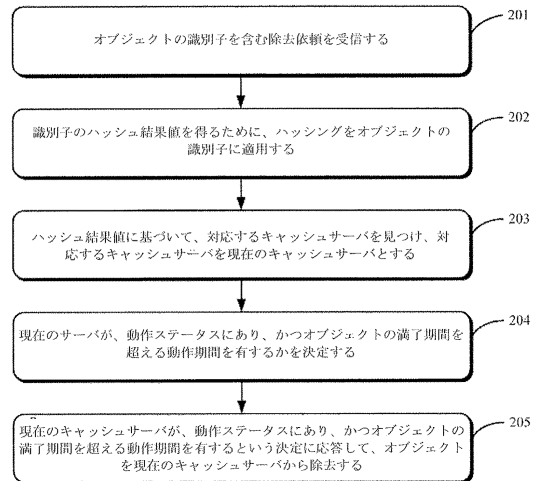 オブジェクトの識別子を含む除去依頼を受信する
201
識別子のハッシュ結果値を得るために、ハッシングをオブジェクトの
識別子に適用する
202
ハッシュ結果値に基づいて、対応するキャッシュサーバを見つけ、対
応するキャッシュサーバを現在のキャッシュサーバとする
203
現在のサーバが、動作ステータスにあり、かつオブジェクトの満了期間を
超える動作期間を有するかを決定する
204
現在のキャッシュサーバが、動作ステータスにあり、かつオブジェクトの
満了期間を超える動作期間を有するという決定に応答して、オブジェクト
を現在のキャッシュサーバから除去する
205